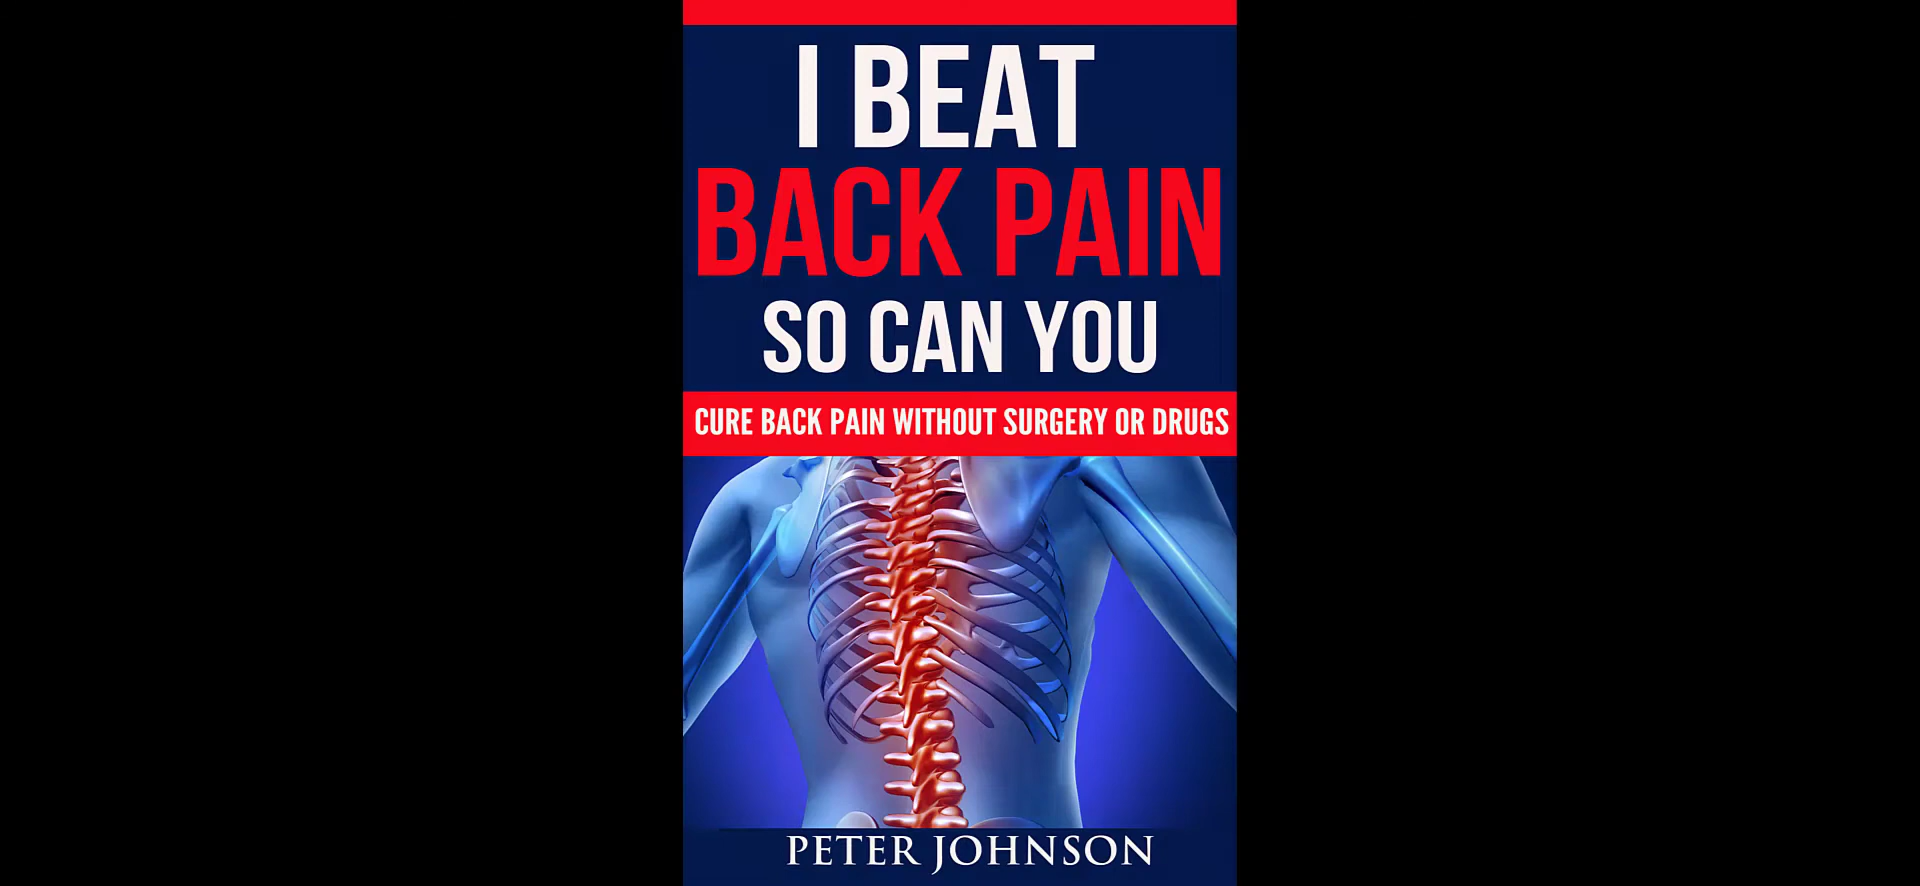 I BEAT
BACK PAIN
SO CAN YOU
CURE BACK PAIN WITHOUT SURGERY OR DRUGS
PETER JOHNSON